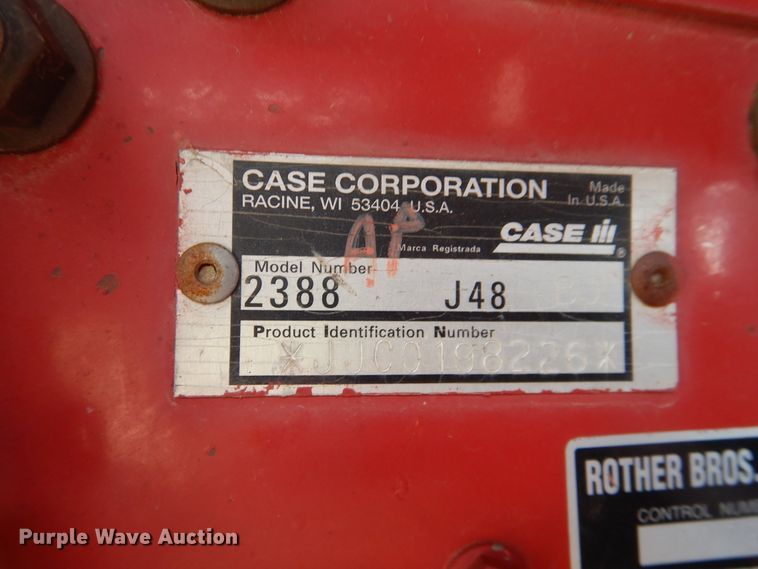 CASE CORPORATION
RACINE, WI 53404 U.S.A.
Made
In U.S.A.
AP
Marca Registrada
CASE III
®
Model Number
2388 J48
Product Identification Number
*JJC0198226*
ROTHER BROS.
CONTROL NUM
Purple Wave Auction